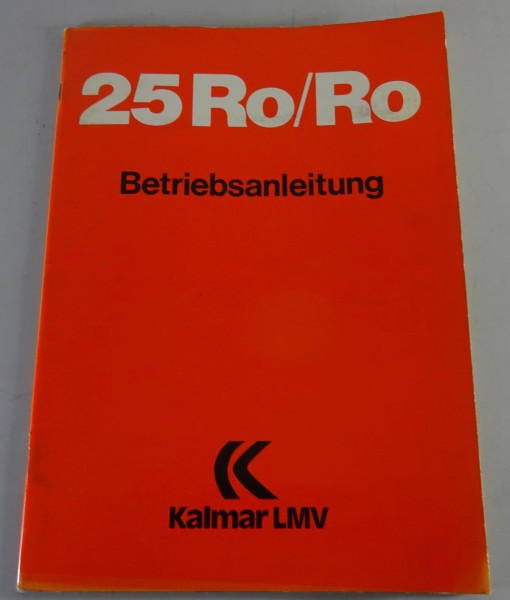 25 Ro/Ro
Betriebsanleitung
Kalmar LMV